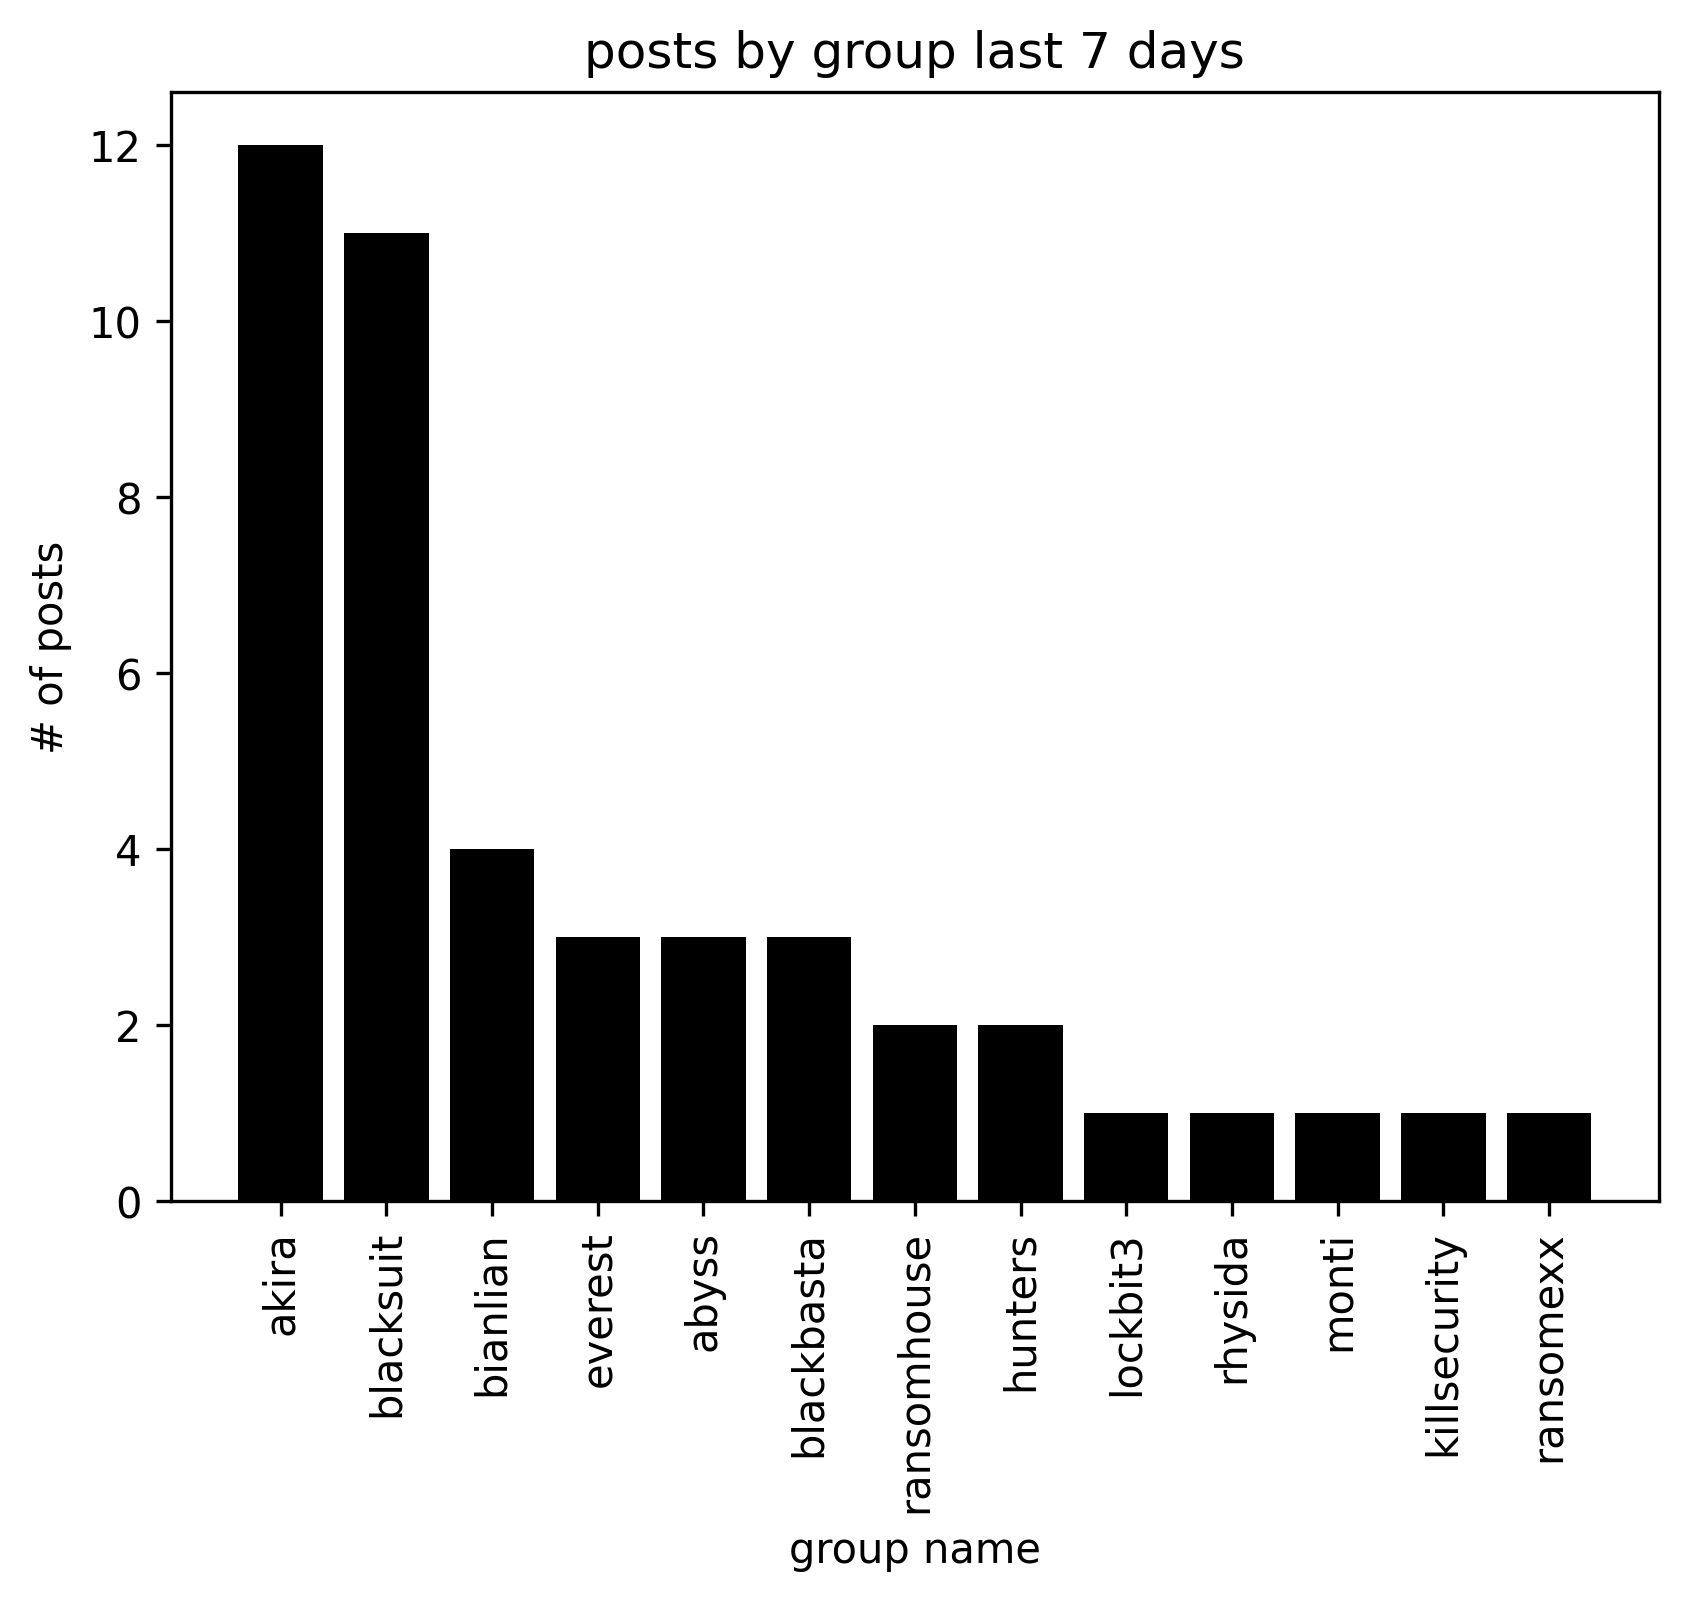 posts by group last 7 days
12
10
8
6
4
2
0
# of posts
akira
blacksuit
bianlian
everest
abyss
blackbasta
ransomhouse
hunters
lockbit3
rhysida
monti
killsecurity
ransomexx
group name